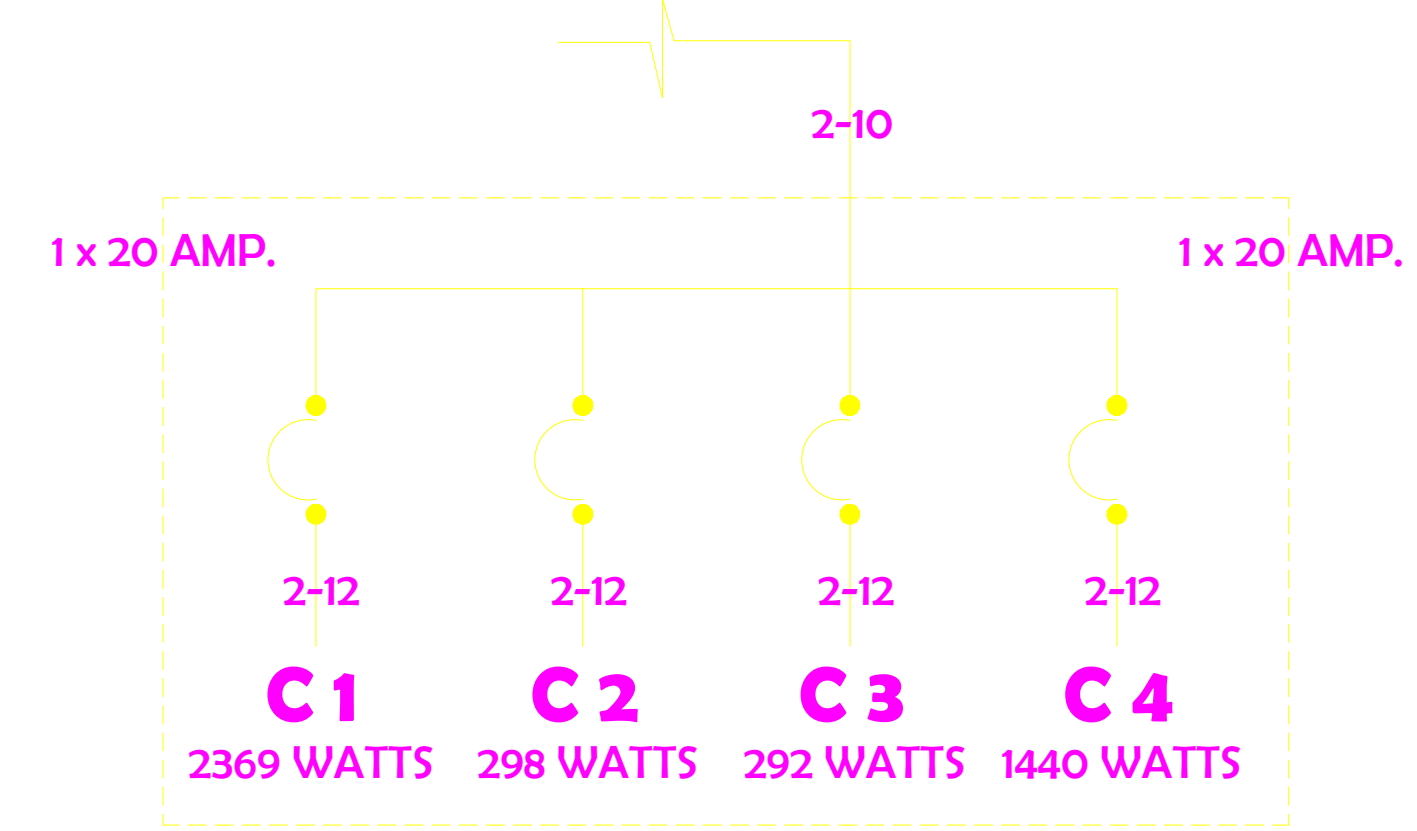 2-10
1 x 20 AMP.
1 x 20 AMP.
2-12
2-12
2-12
2-12
C 1
C 2
C 3
C 4
2369 WATTS
298 WATTS
292 WATTS
1440 WATTS